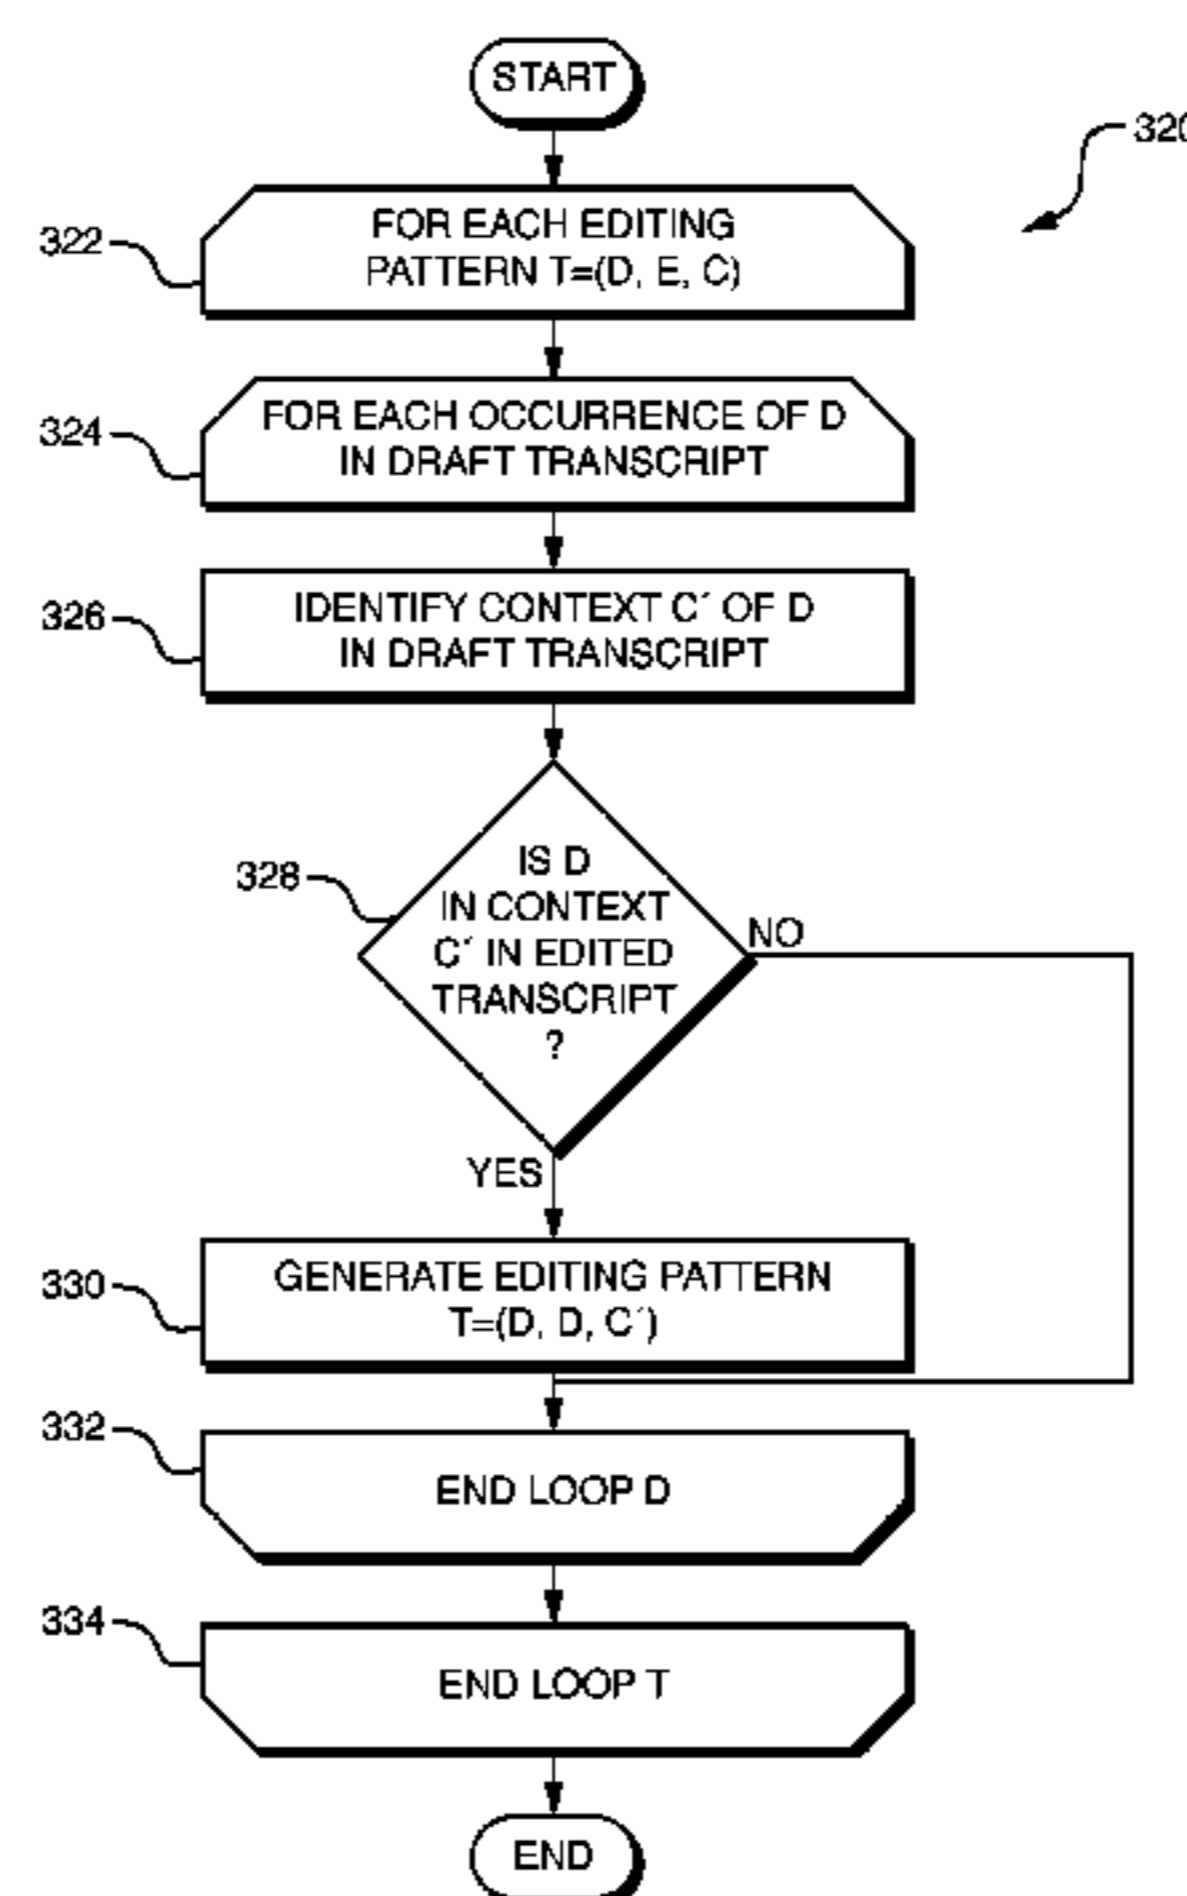 START
320
322
FOR EACH EDITING
PATTERN T=(D, E, C)
324
FOR EACH OCCURRENCE OF D
IN DRAFT TRANSCRIPT
326
IDENTIFY CONTEXT C´ OF D
IN DRAFT TRANSCRIPT
328
IS D
IN CONTEXT
C´ IN EDITED
TRANSCRIPT
?
NO
YES
330
GENERATE EDITING PATTERN
T=(D, D, C´)
332
END LOOP D
334
END LOOP T
END